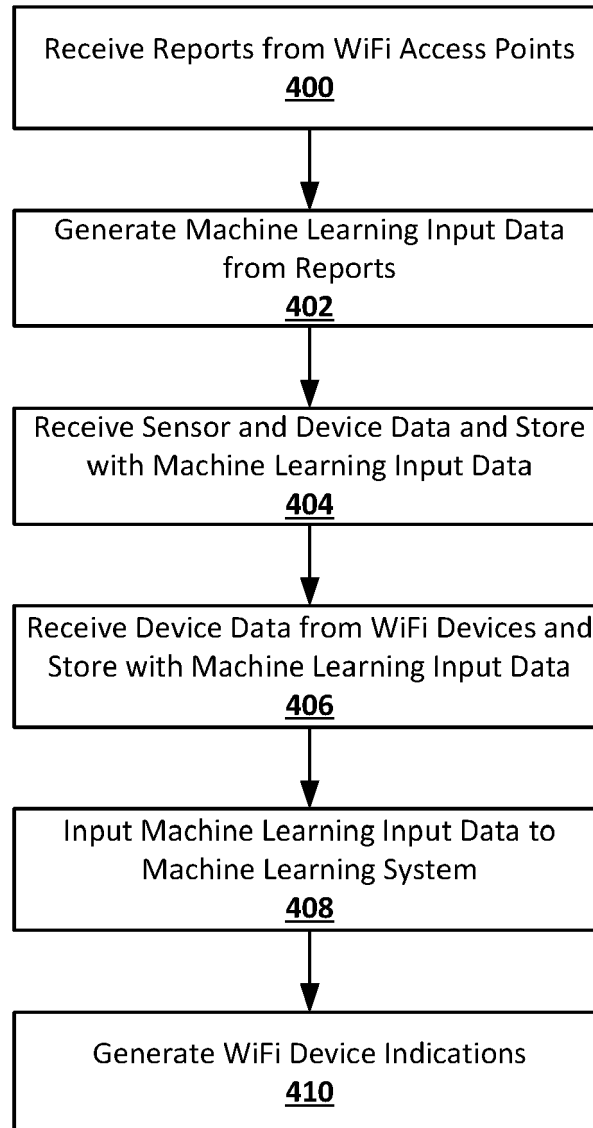 Receive Reports from WiFi Access Points
400
Generate Machine Learning Input Data
from Reports
402
Receive Sensor and Device Data and Store
with Machine Learning Input Data
404
Receive Device Data from WiFi Devices and
Store with Machine Learning Input Data
406
Input Machine Learning Input Data to
Machine Learning System
408
Generate WiFi Device Indications
410